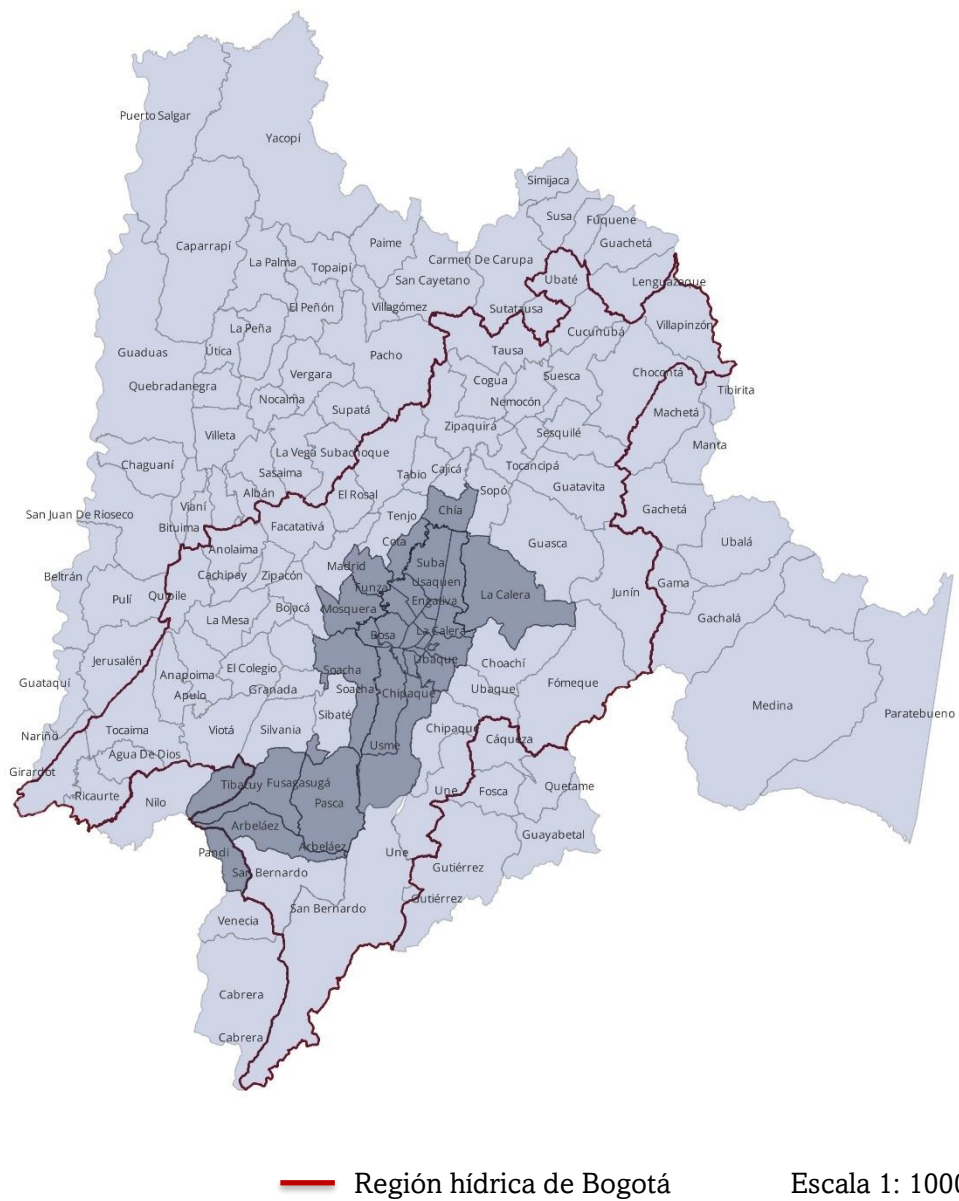 Puerto Salgar
Yacopí
Simijaca
Susa
Fúquene
Guachetá
Paime
Caparrapí
La Palma
Topaipí
Carmen De Carupa
San Cayetano
Ubaté
Lenguazaque
El Peñón
Villagómez
Sutatausa
La Peña
Cucunubá
Villapinzón
Guaduas
Útica
Pacho
Tausa
Vergara
Chocontá
Quebradanegra
Cogua
Suesca
Tibirita
Nocaima
Nemocón
Supatá
Machetá
Villeta
Zipaquirá
Sesquilé
Manta
La Vega
Subachoque
Chaguaní
Sasaima
Tabio
Cajicá
Tocancipá
Albán
El Rosal
Sopó
Guatavita
Vianí
Chía
Gachetá
San Juan De Rioseco
Bituima
Facatativá
Tenjo
Cota
Guasca
Ubalá
Anolaima
Madrid
Suba
Beltrán
Cachipay
Zipacón
Usaquen
Gama
Pulí
Quipile
Funza
Engativa
La Calera
Junín
Bojacá
Mosquera
La Mesa
Gachalá
Bosa
La Calera
Jerusalén
Ubaque
Choachí
El Colegio
Soacha
Anapoima
Guataquí
Apulo
Granada
Soacha
Chipaque
Ubaque
Fómeque
Medina
Paratebueno
Sibaté
Nariño
Tocaima
Viotá
Silvania
Chipaque
Cáqueza
Agua De Dios
Usme
Girardot
Tibacuy
Fusagasugá
Une
Fosca
Quetame
Ricaurte
Nilo
Pasca
Arbeláez
Guayabetal
Arbeláez
Pandi
Une
San Bernardo
Gutiérrez
Gutiérrez
San Bernardo
Venecia
Cabrera
Cabrera
Región hídrica de Bogotá Escala 1: 1000